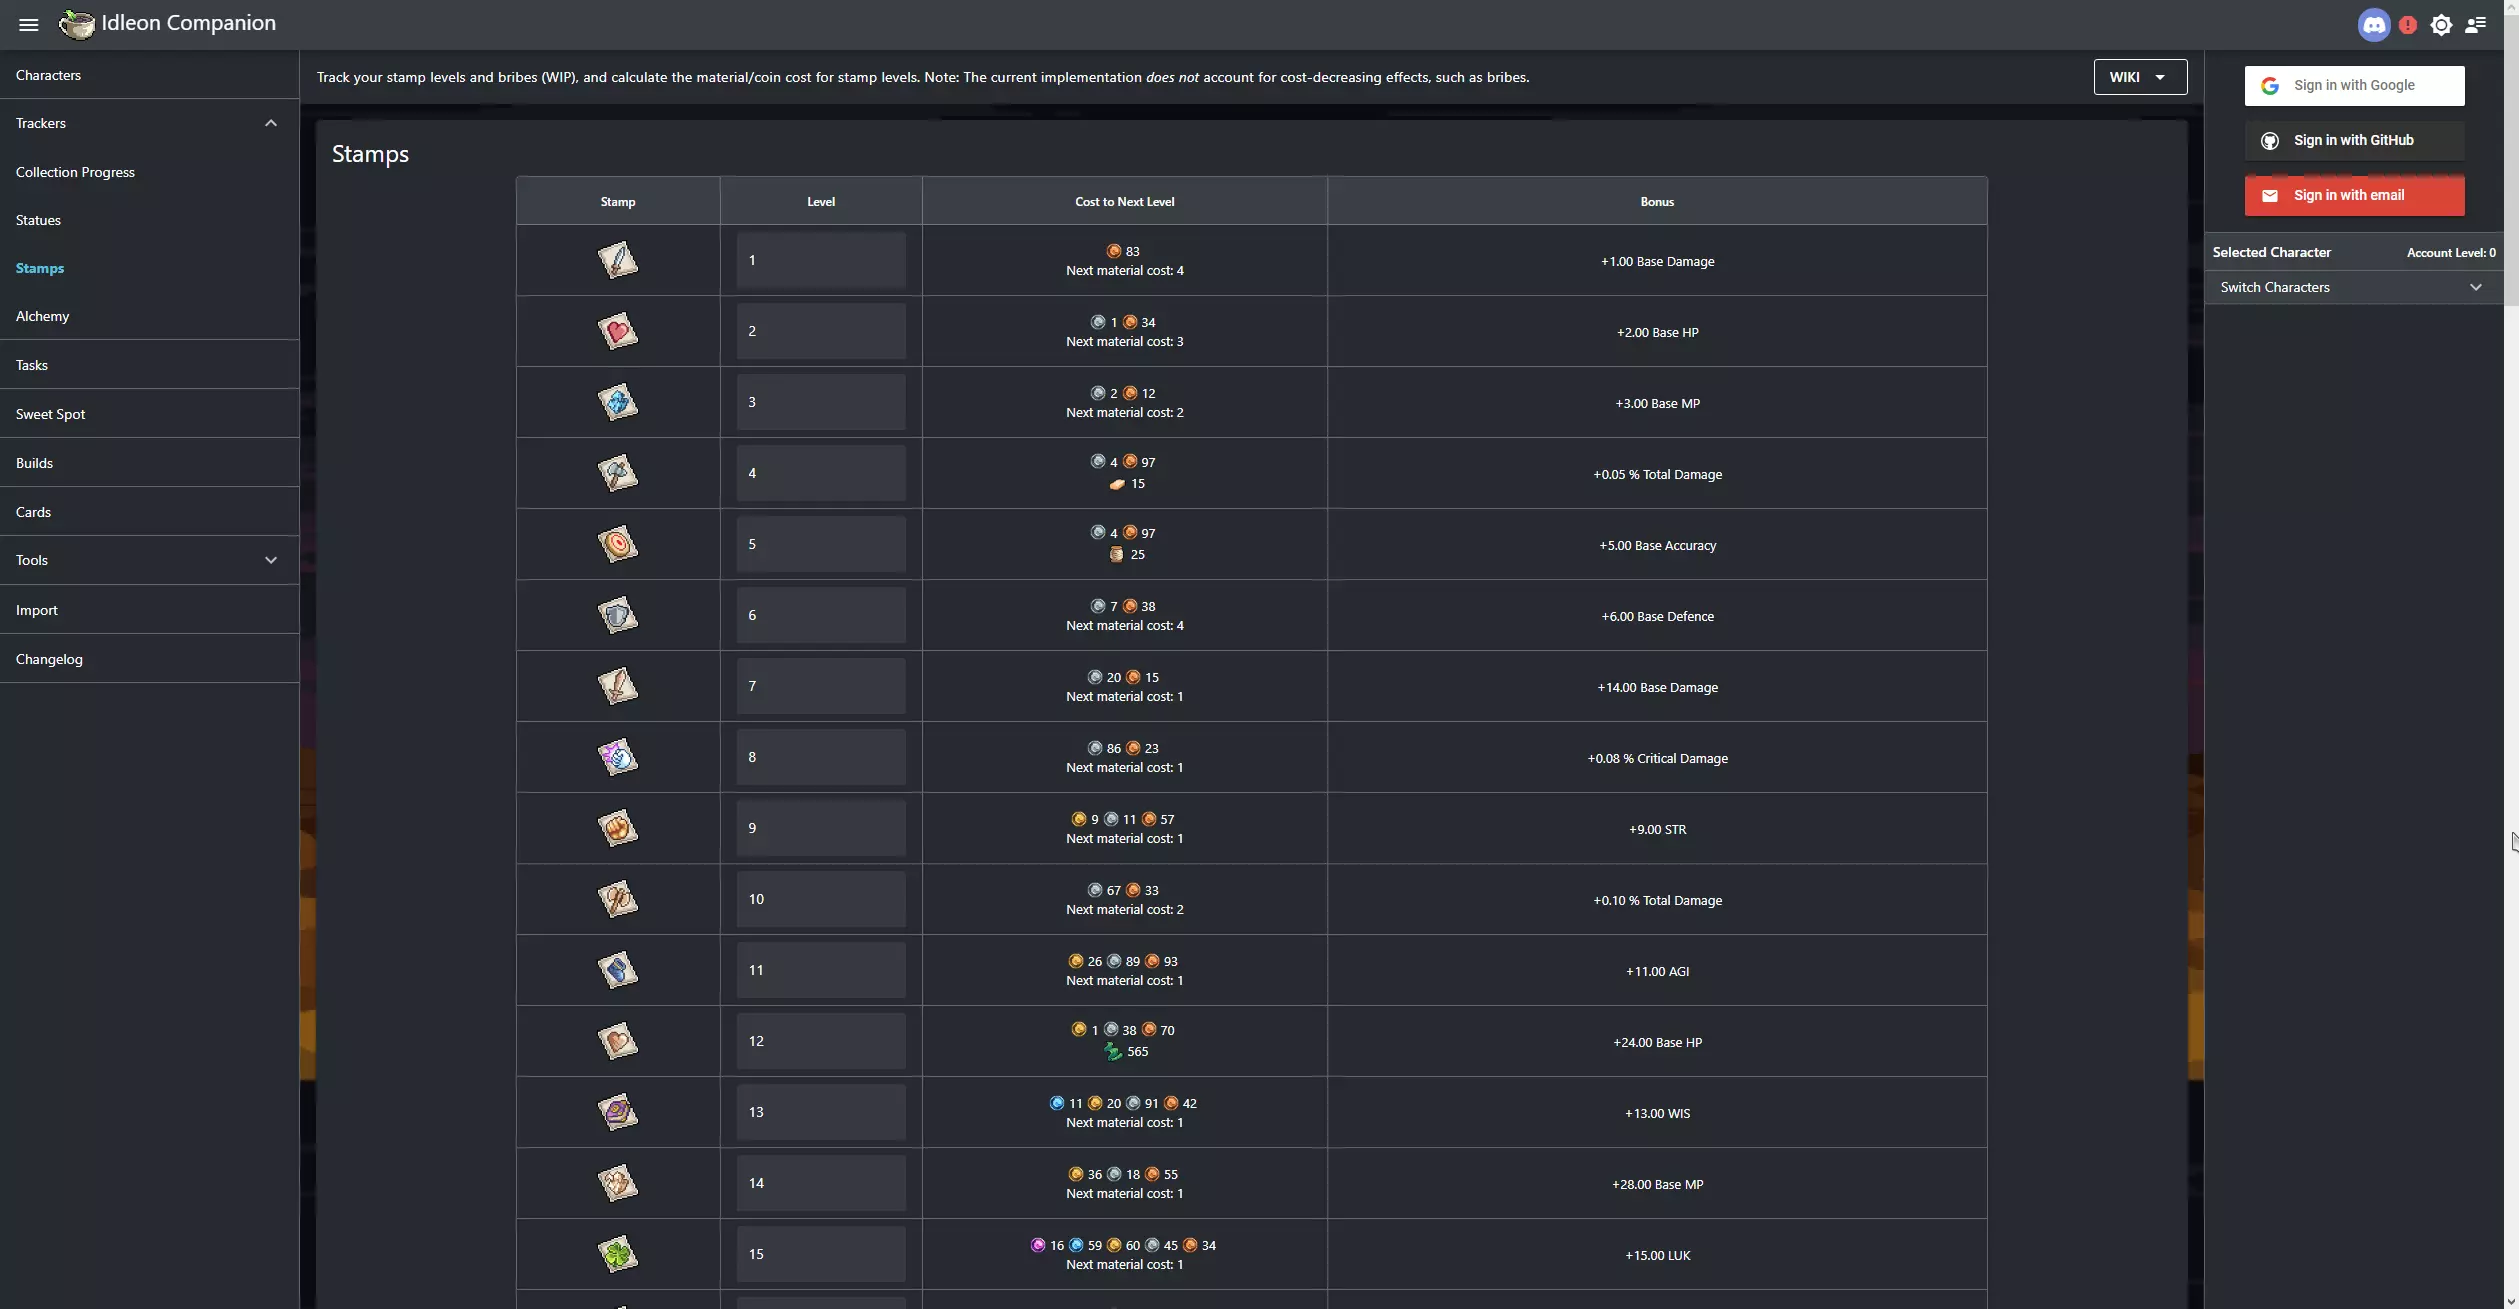 Idleon Companion
Characters
Trackers
Collection Progress
Statues
Stamps
Alchemy
Tasks
Sweet Spot
Builds
Cards
Tools
Import
Changelog
Track your stamp levels and bribes (WIP), and calculate the material/coin cost for stamp levels. Note: The current implementation does not account for cost-decreasing effects, such as bribes.
WIKI
Stamps
Stamp Level Cost to Next Level Bonus
1 83 +1.00 Base Damage
Next material cost: 4
2 1 34 +2.00 Base HP
Next material cost: 3
3 2 12 +3.00 Base MP
Next material cost: 2
4 4 97 +0.05 % Total Damage
15
5 4 97 +5.00 Base Accuracy
25
6 7 38 +6.00 Base Defence
Next material cost: 4
7 20 15 +14.00 Base Damage
Next material cost: 1
8 86 23 +0.08 % Critical Damage
Next material cost: 1
9 9 11 57 +9.00 STR
Next material cost: 1
10 67 33 +0.10 % Total Damage
Next material cost: 2
11 26 89 93 +11.00 AGI
Next material cost: 1
12 1 38 70 +24.00 Base HP
565
13 11 20 91 42 +13.00 WIS
Next material cost: 1
14 36 18 55 +28.00 Base MP
Next material cost: 1
15 16 59 60 45 34 +15.00 LUK
Next material cost: 1
Sign in with Google
Sign in with GitHub
Sign in with email
Selected Character Account Level: 0
Switch Characters